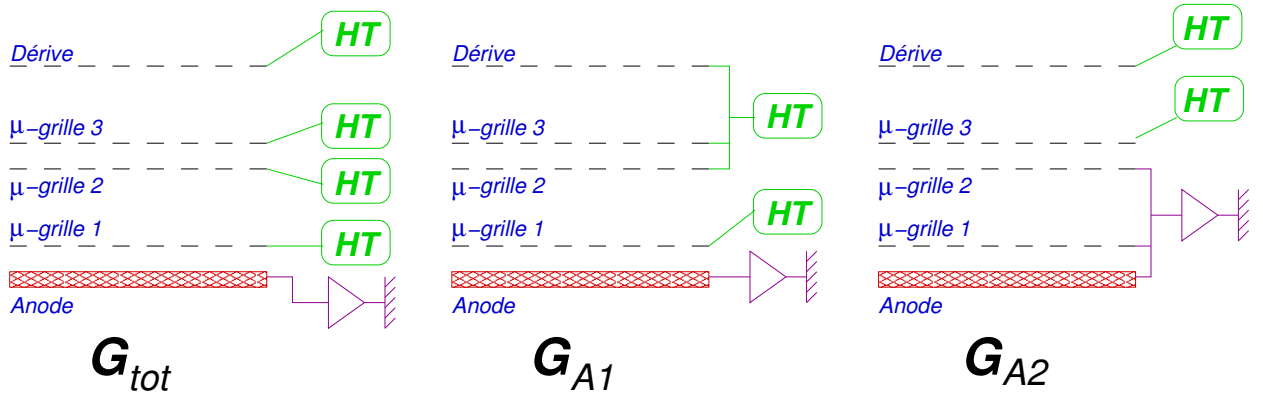 Dérive
HT
μ–grille 3
HT
μ–grille 2
HT
μ–grille 1
HT
Anode
G_tot
Dérive
μ–grille 3
HT
μ–grille 2
μ–grille 1
HT
Anode
G_A1
Dérive
HT
μ–grille 3
HT
μ–grille 2
μ–grille 1
Anode
G_A2